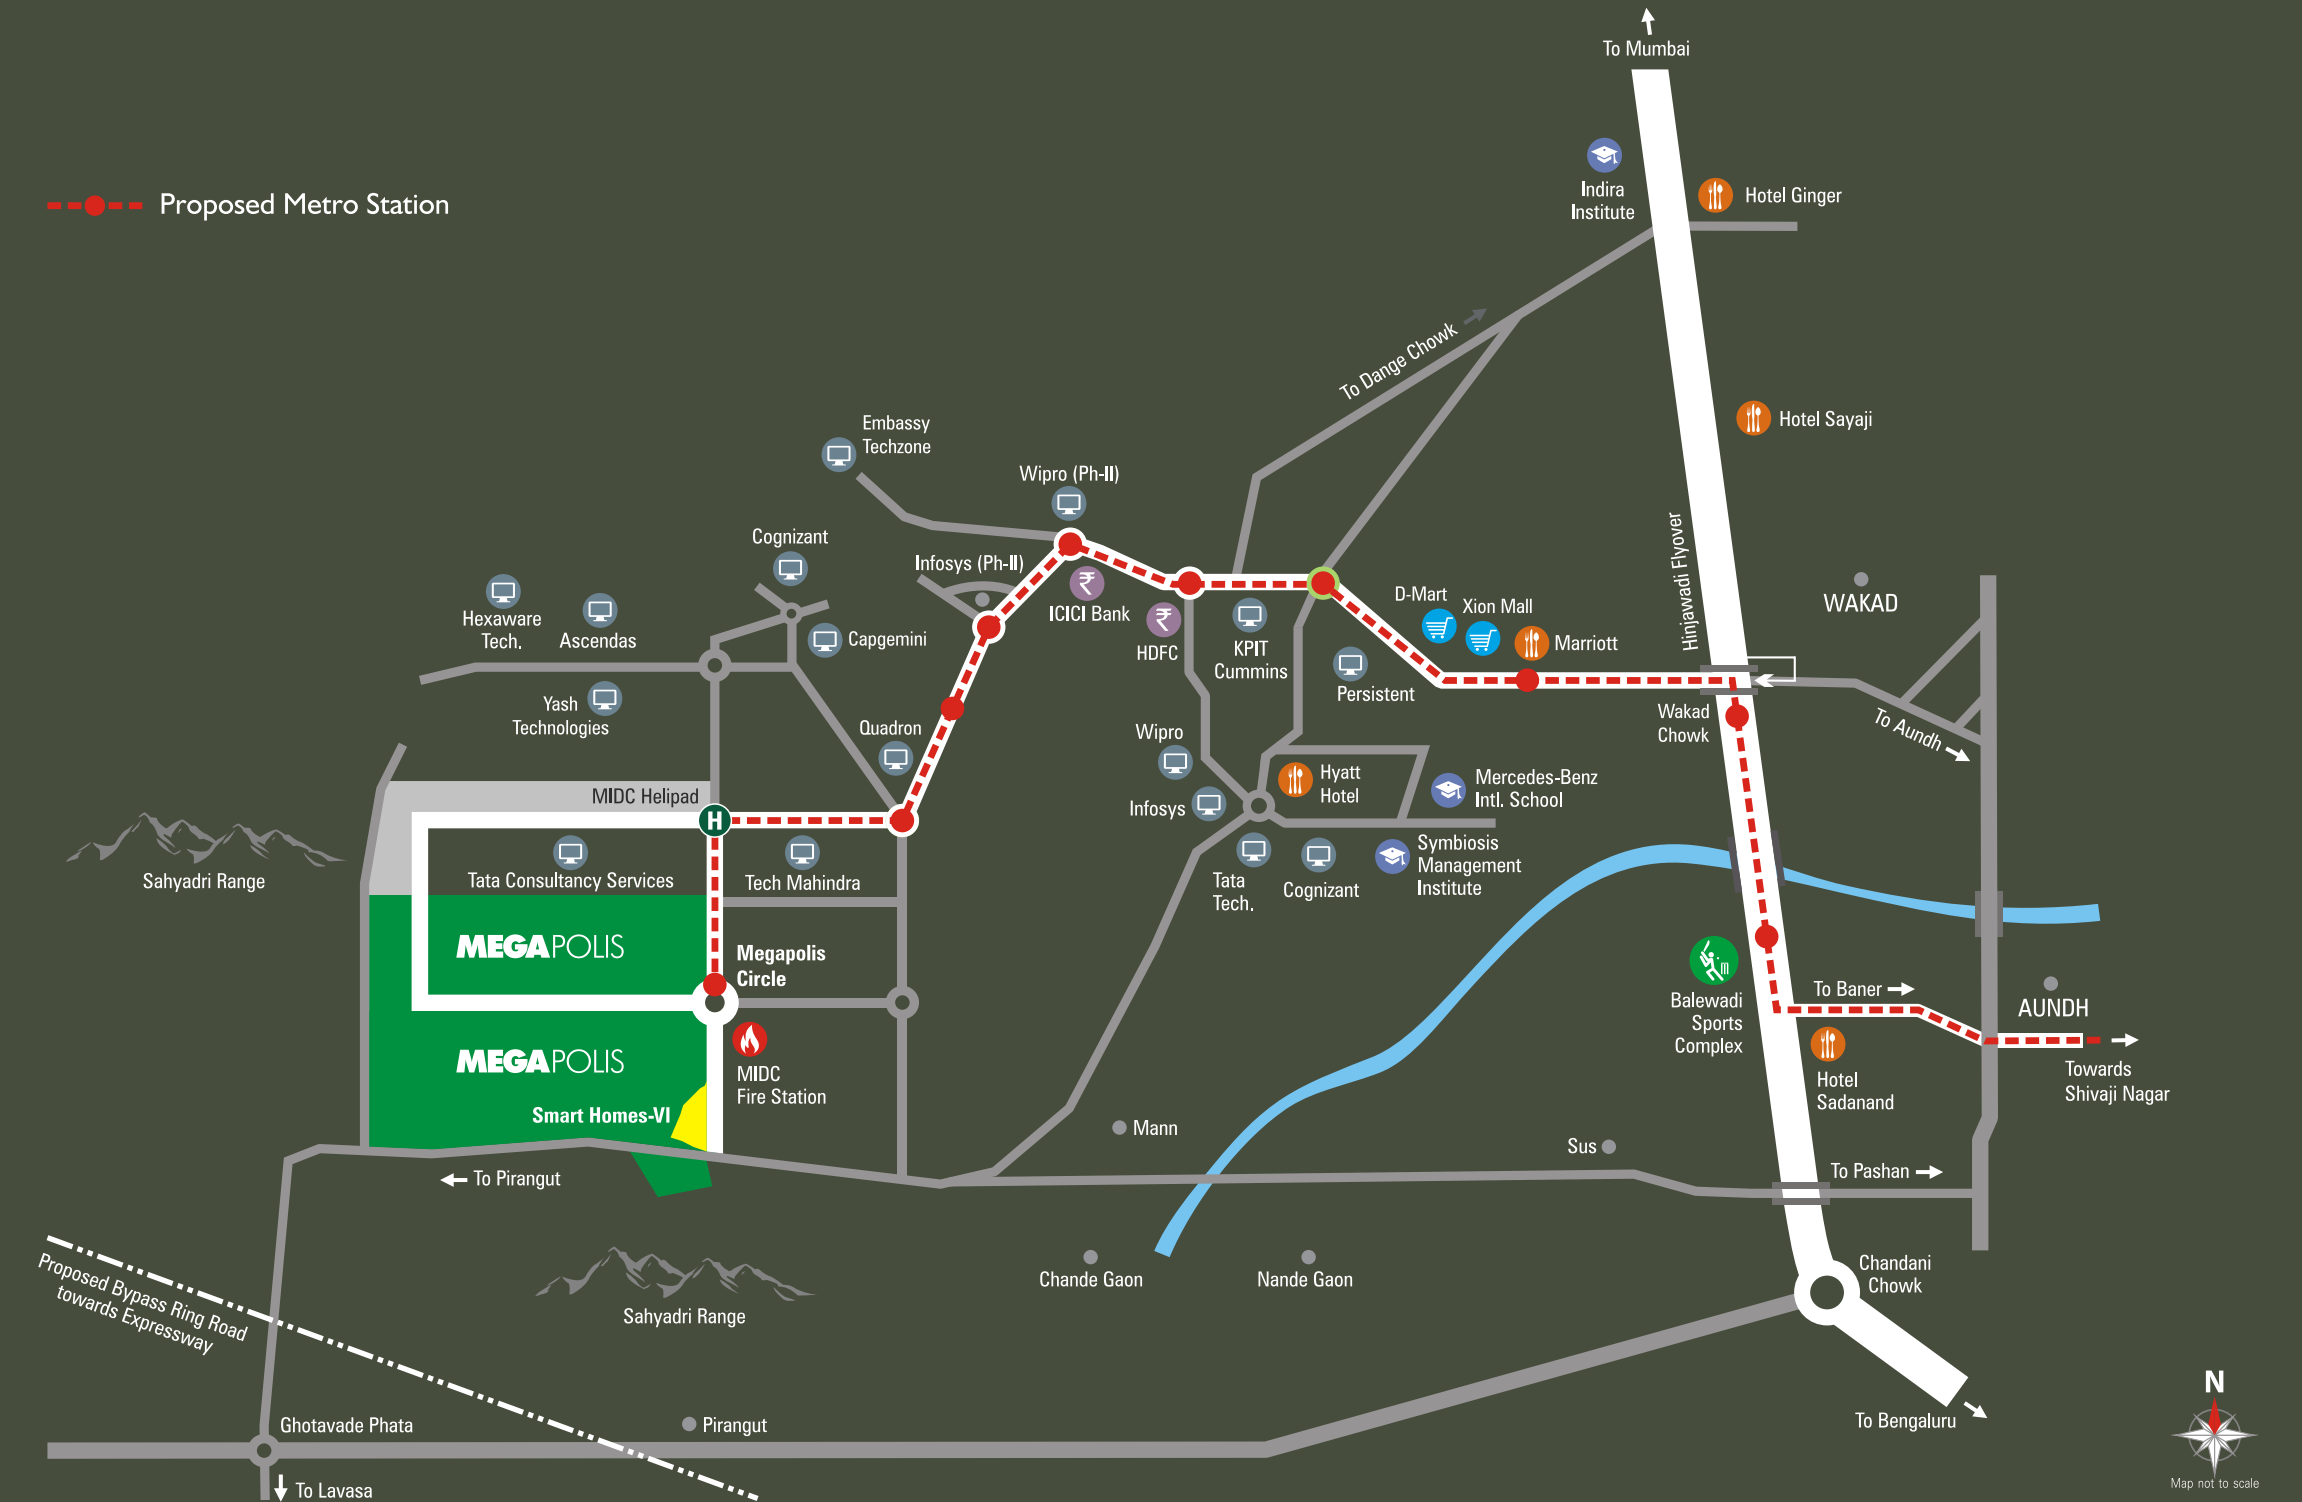 To Mumbai
Indira
Institute
Hotel Ginger
Proposed Metro Station
To Dange Chowk
Hotel Sayaji
Embassy
Techzone
Wipro (Ph-II)
Cognizant
Infosys (Ph-II)
Hinjawadi Flyover
Hexaware
Tech.
Ascendas
Capgemini
ICICI Bank
HDFC
KPIT
Cummins
D-Mart
Xion Mall
Marriott
Persistent
WAKAD
Yash
Technologies
Quadron
Wakad
Chowk
To Aundh
Wipro
Infosys
Hyatt
Hotel
Mercedes-Benz
Intl. School
MIDC Helipad
H
Sahyadri Range
Tata Consultancy Services
Tech Mahindra
Tata
Tech.
Cognizant
Symbiosis
Management
Institute
MEGAPOLIS
Megapolis
Circle
MEGAPOLIS
MIDC
Fire Station
Smart Homes-VI
Balewadi
Sports
Complex
To Baner
AUNDH
Hotel
Sadanand
Towards
Shivaji Nagar
Mann
Sus
To Pashan
To Pirangut
Chande Gaon
Nande Gaon
Chandani
Chowk
Proposed Bypass Ring Road
towards Expressway
Sahyadri Range
Ghotavade Phata
Pirangut
To Bengaluru
To Lavasa
N
Map not to scale